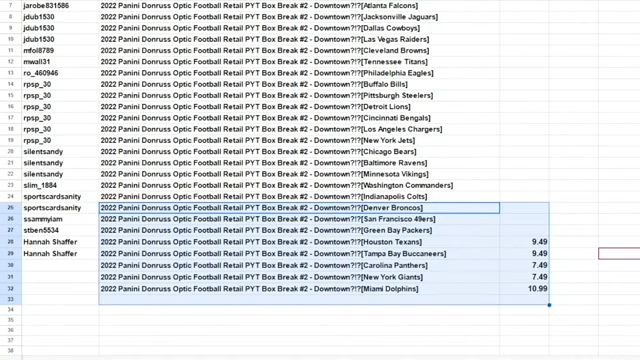 7 jarobe831586 2022 Panini Donruss Optic Football Retail PYT Box Break #2 - Downtown?!?[Atlanta Falcons]
8 jdub1530 2022 Panini Donruss Optic Football Retail PYT Box Break #2 - Downtown?!?[Jacksonville Jaguars]
9 jdub1530 2022 Panini Donruss Optic Football Retail PYT Box Break #2 - Downtown?!?[Dallas Cowboys]
10 jdub1530 2022 Panini Donruss Optic Football Retail PYT Box Break #2 - Downtown?!?[Las Vegas Raiders]
11 mfol8789 2022 Panini Donruss Optic Football Retail PYT Box Break #2 - Downtown?!?[Cleveland Browns]
12 mwall31 2022 Panini Donruss Optic Football Retail PYT Box Break #2 - Downtown?!?[Tennessee Titans]
13 ro_460946 2022 Panini Donruss Optic Football Retail PYT Box Break #2 - Downtown?!?[Philadelphia Eagles]
14 rpsp_30 2022 Panini Donruss Optic Football Retail PYT Box Break #2 - Downtown?!?[Buffalo Bills]
15 rpsp_30 2022 Panini Donruss Optic Football Retail PYT Box Break #2 - Downtown?!?[Pittsburgh Steelers]
16 rpsp_30 2022 Panini Donruss Optic Football Retail PYT Box Break #2 - Downtown?!?[Detroit Lions]
17 rpsp_30 2022 Panini Donruss Optic Football Retail PYT Box Break #2 - Downtown?!?[Cincinnati Bengals]
18 rpsp_30 2022 Panini Donruss Optic Football Retail PYT Box Break #2 - Downtown?!?[Los Angeles Chargers]
19 rpsp_30 2022 Panini Donruss Optic Football Retail PYT Box Break #2 - Downtown?!?[New York Jets]
20 silentsandy 2022 Panini Donruss Optic Football Retail PYT Box Break #2 - Downtown?!?[Chicago Bears]
21 silentsandy 2022 Panini Donruss Optic Football Retail PYT Box Break #2 - Downtown?!?[Baltimore Ravens]
22 silentsandy 2022 Panini Donruss Optic Football Retail PYT Box Break #2 - Downtown?!?[Minnesota Vikings]
23 slim_1884 2022 Panini Donruss Optic Football Retail PYT Box Break #2 - Downtown?!?[Washington Commanders]
24 sportscardsanity 2022 Panini Donruss Optic Football Retail PYT Box Break #2 - Downtown?!?[Indianapolis Colts]
25 sportscardsanity 2022 Panini Donruss Optic Football Retail PYT Box Break #2 - Downtown?!?[Denver Broncos]
26 ssammyiam 2022 Panini Donruss Optic Football Retail PYT Box Break #2 - Downtown?!?[San Francisco 49ers]
27 stben5534 2022 Panini Donruss Optic Football Retail PYT Box Break #2 - Downtown?!?[Green Bay Packers]
28 Hannah Shaffer 2022 Panini Donruss Optic Football Retail PYT Box Break #2 - Downtown?!?[Houston Texans] 9.49
29 Hannah Shaffer 2022 Panini Donruss Optic Football Retail PYT Box Break #2 - Downtown?!?[Tampa Bay Buccaneers] 9.49
30 2022 Panini Donruss Optic Football Retail PYT Box Break #2 - Downtown?!?[Carolina Panthers] 7.49
31 2022 Panini Donruss Optic Football Retail PYT Box Break #2 - Downtown?!?[New York Giants] 7.49
32 2022 Panini Donruss Optic Football Retail PYT Box Break #2 - Downtown?!?[Miami Dolphins] 10.99
33
34
35
36
37
38